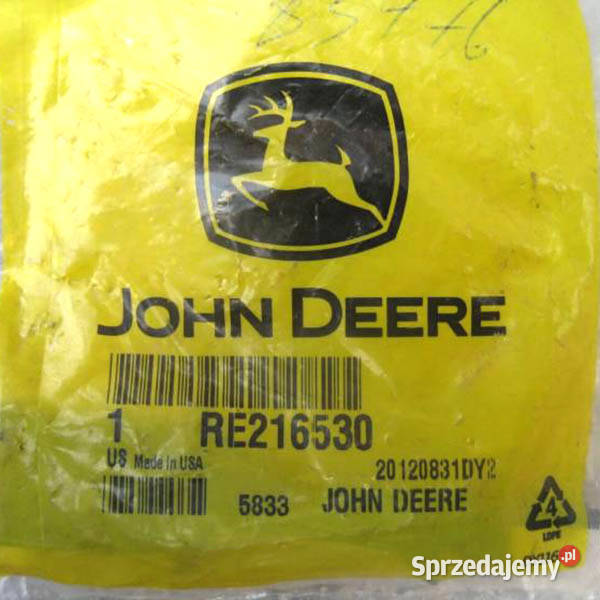 JOHN DEERE
1 RE216530
US Made In USA
20120831DY2
5833 JOHN DEERE
4
LDPE
Sprzedajemy.pl